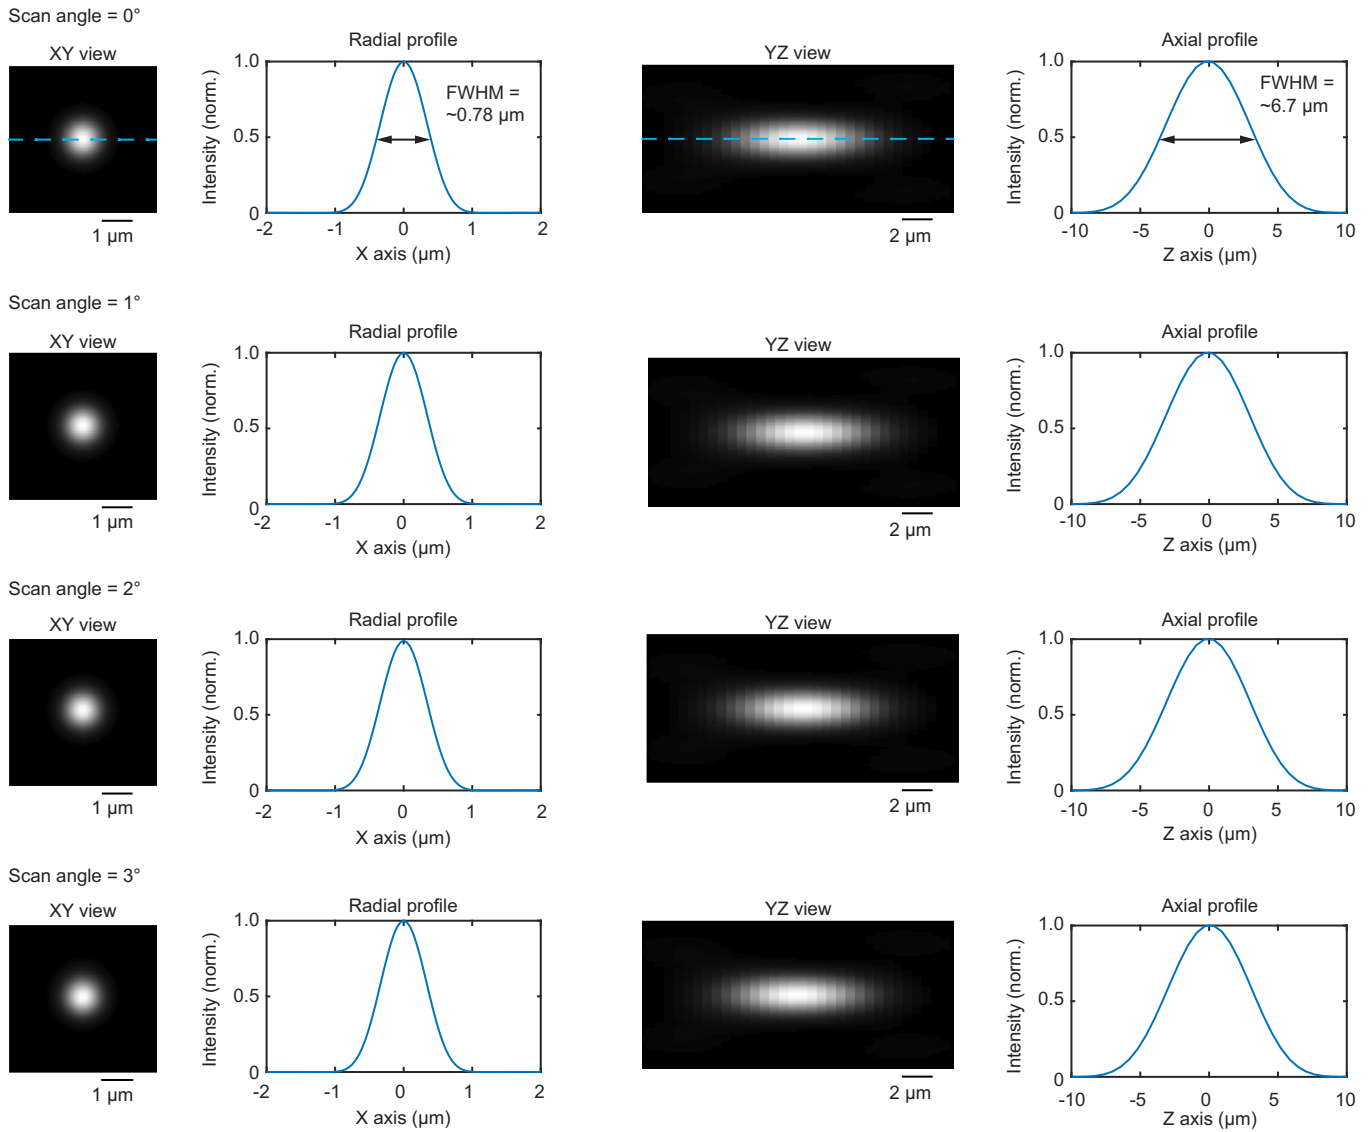 Scan angle = 0°
XY view
1 µm
Radial profile
Intensity (norm.)
1.0
0.5
0
-2
-1
0
1
2
X axis (µm)
FWHM =
~0.78 µm
YZ view
2 µm
Axial profile
Intensity (norm.)
1.0
0.5
0
-10
-5
0
5
10
Z axis (µm)
FWHM =
~6.7 µm
Scan angle = 1°
XY view
1 µm
Radial profile
Intensity (norm.)
1.0
0.5
0
-2
-1
0
1
2
X axis (µm)
YZ view
2 µm
Axial profile
Intensity (norm.)
1.0
0.5
0
-10
-5
0
5
10
Z axis (µm)
Scan angle = 2°
XY view
1 µm
Radial profile
Intensity (norm.)
1.0
0.5
0
-2
-1
0
1
2
X axis (µm)
YZ view
2 µm
Axial profile
Intensity (norm.)
1.0
0.5
0
-10
-5
0
5
10
Z axis (µm)
Scan angle = 3°
XY view
1 µm
Radial profile
Intensity (norm.)
1.0
0.5
0
-2
-1
0
1
2
X axis (µm)
YZ view
2 µm
Axial profile
Intensity (norm.)
1.0
0.5
0
-10
-5
0
5
10
Z axis (µm)